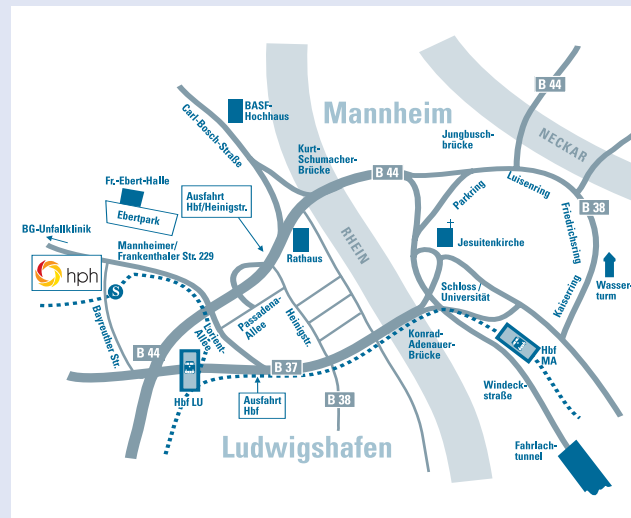 B 44
BASF-
Hochhaus
Mannheim
Carl-Bosch-Straße
Jungbusch-
brücke
NECKAR
Kurt-
Schumacher-
Brücke
B 44
Luisenring
Fr.-Ebert-Halle
Ebertpark
Ausfahrt
Hbf/Heinigstr.
Parkring
B 38
Friedrichsring
BG-Unfallklinik
Mannheimer/
Frankenthaler Str. 229
Rathaus
RHEIN
Jesuitenkirche
hph
S
Schloss/
Universität
Kaiserring
Wasser-
turm
Bayreuther Str.
Lorient-
Allee
Passadena-
Allee
Heinigstr.
Konrad-
Adenauer-
Brücke
Hbf
MA
B 44
B 37
Windeck-
straße
Hbf LU
Ausfahrt
Hbf
B 38
Ludwigshafen
Fahrlach-
tunnel